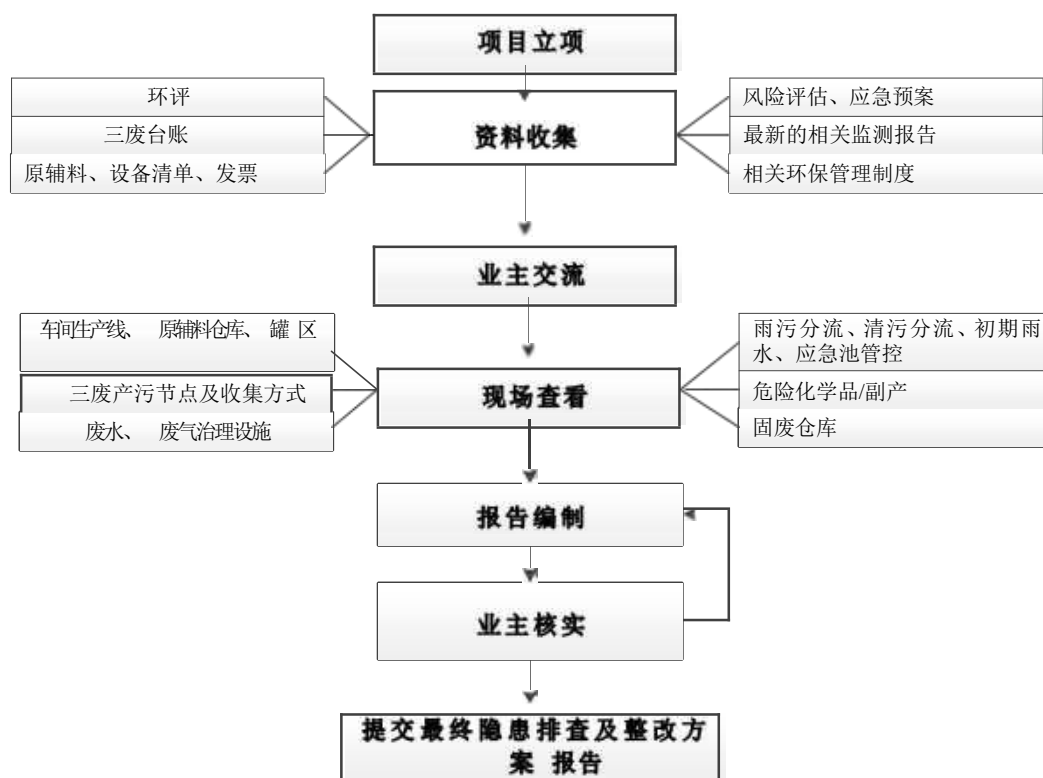 项目立项
环评
三废台账
原辅料、设备清单、发票
资料收集
风险评估、应急预案
最新的相关监测报告
相关环保管理制度
业主交流
车间生产线、 原辅料仓库、 罐 区
三废产污节点及收集方式
废水、 废气治理设施
现场查看
雨污分流、清污分流、初期雨
水、应急池管控
危险化学品/副产
固废仓库
报告编制
业主核实
提交最终隐患排查及整改方
案 报告